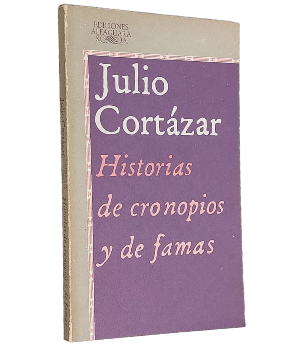 EDICIONES
ALFAGUARA
Julio
Cortázar
Historias
de cronopios
y de famas